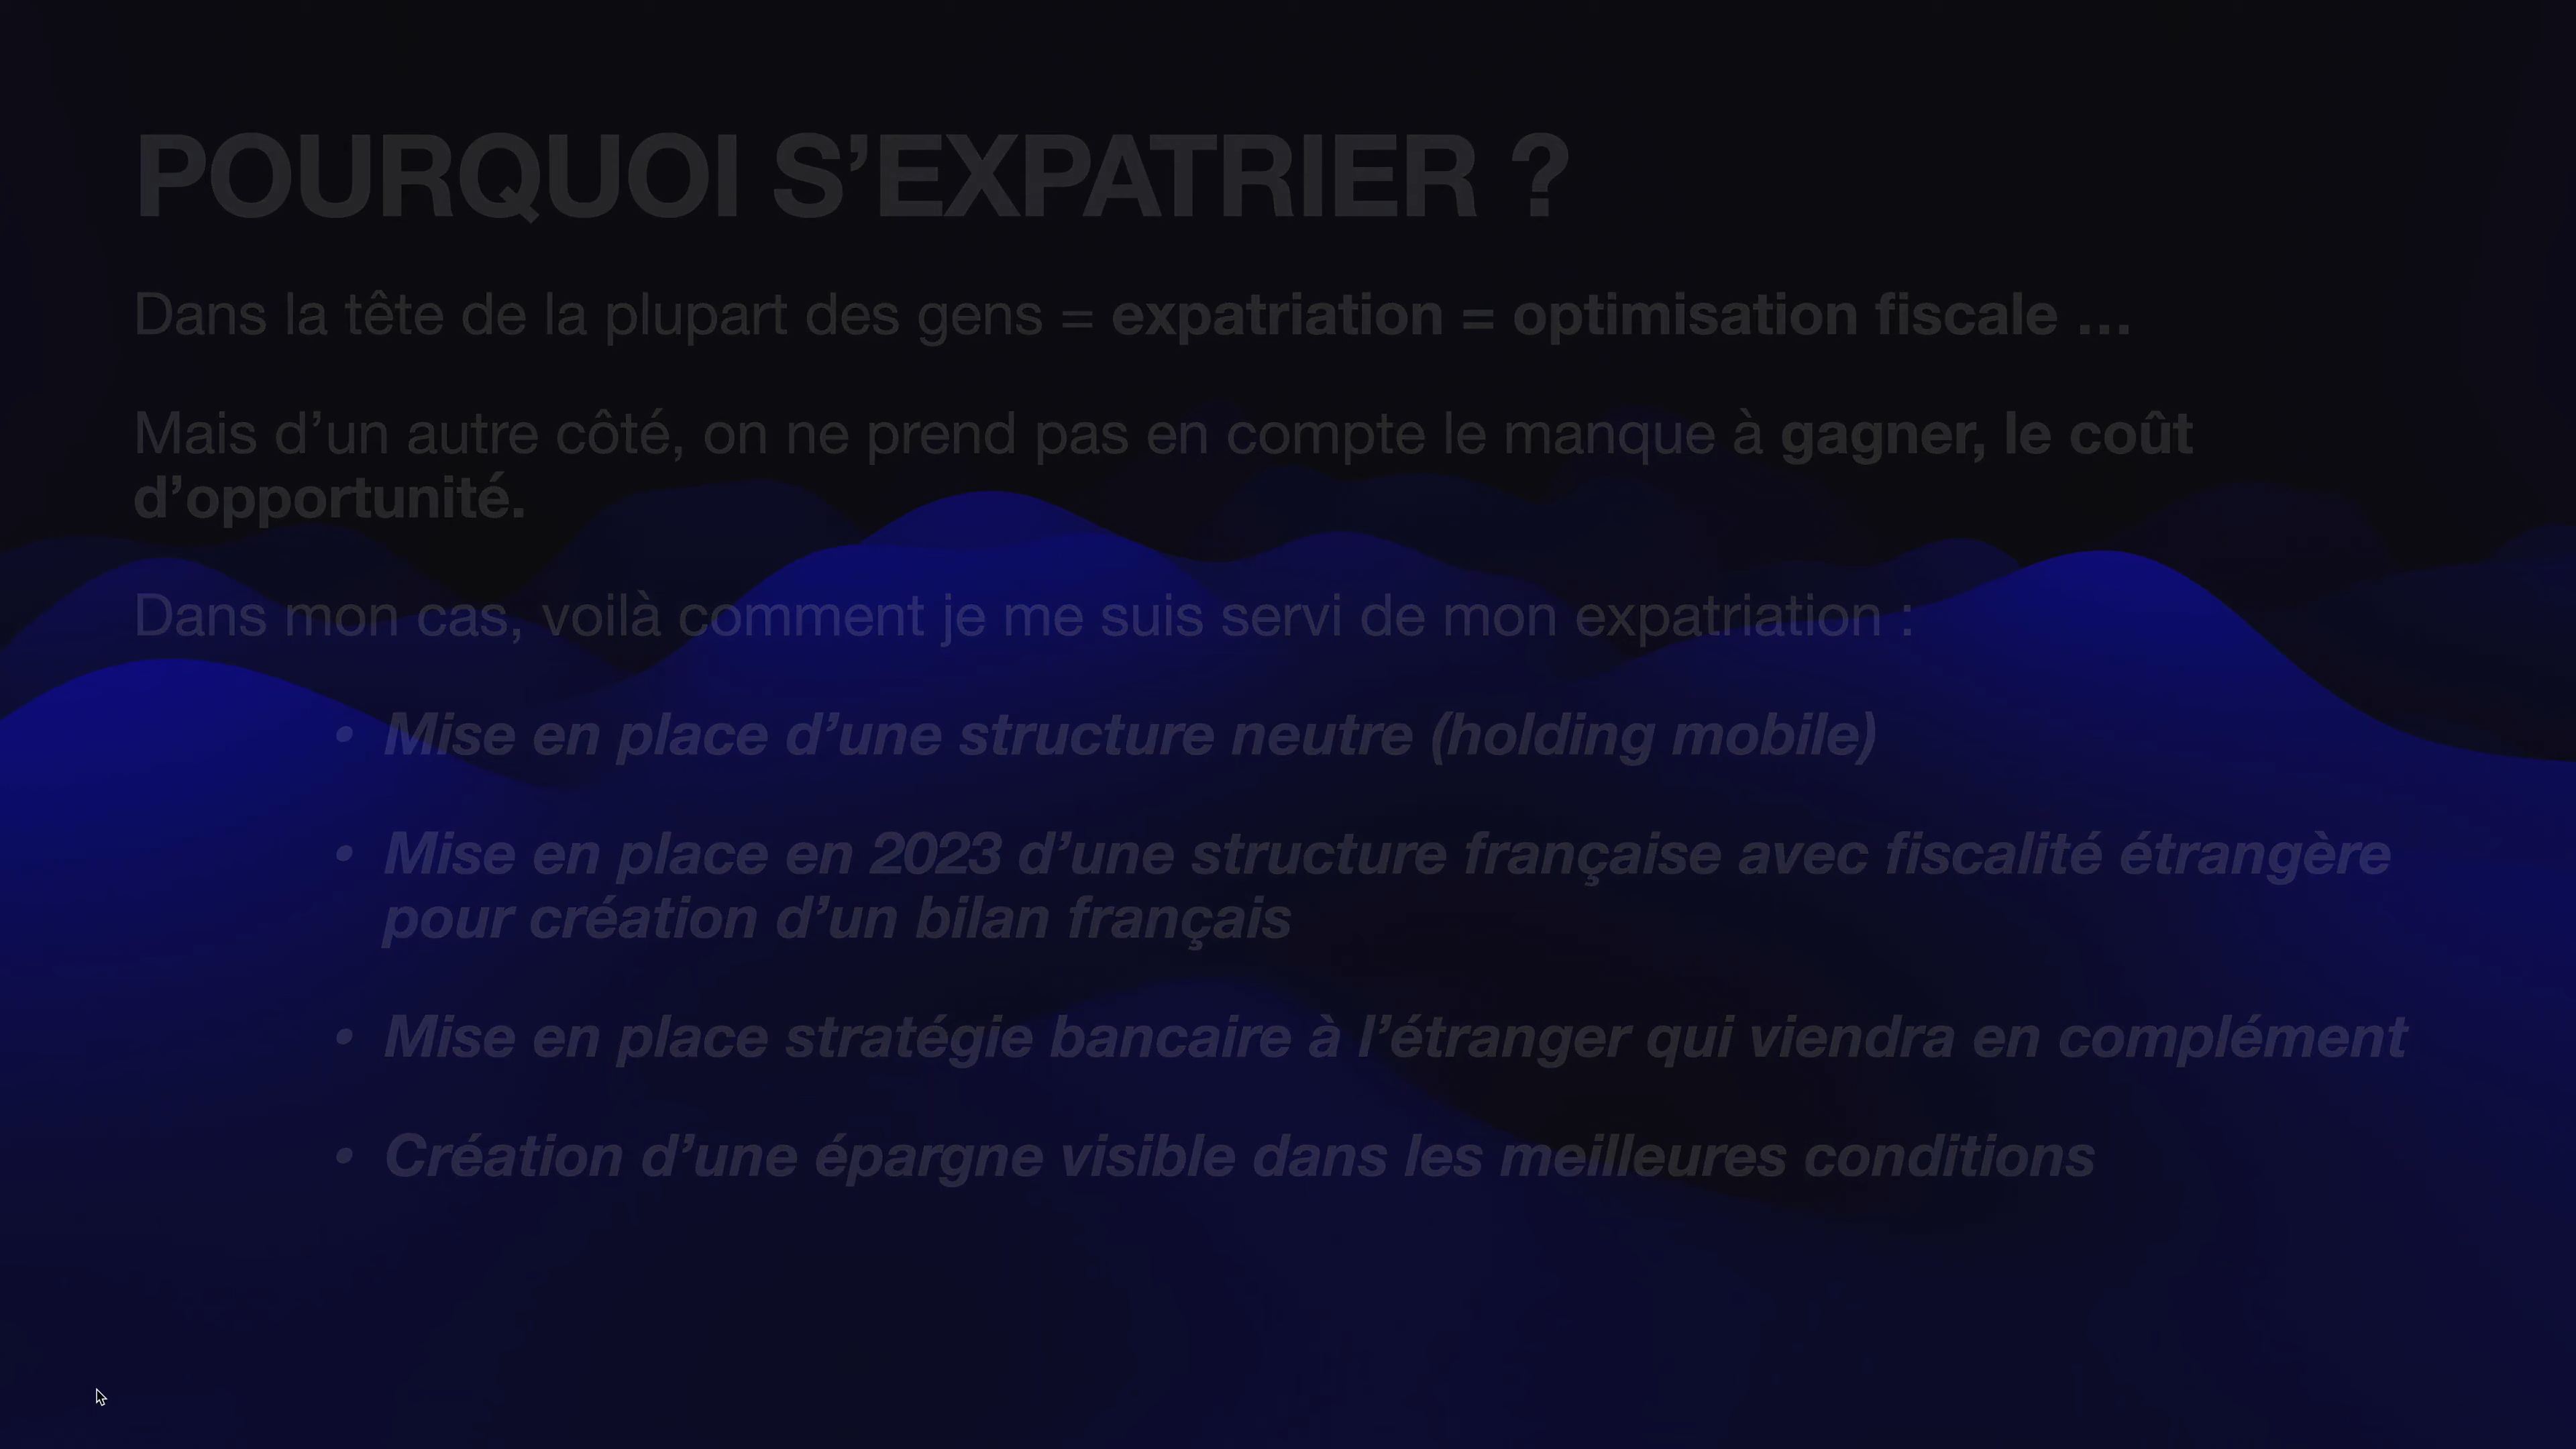 POURQUOI S’EXPATRIER ?
Dans la tête de la plupart des gens = expatriation = optimisation fiscale …
Mais d’un autre côté, on ne prend pas en compte le manque à gagner, le coût
d’opportunité.
Dans mon cas, voilà comment je me suis servi de mon expatriation :
• Mise en place d’une structure neutre (holding mobile)
• Mise en place en 2023 d’une structure française avec fiscalité étrangère
pour création d’un bilan français
• Mise en place stratégie bancaire à l’étranger qui viendra en complément
• Création d’une épargne visible dans les meilleures conditions